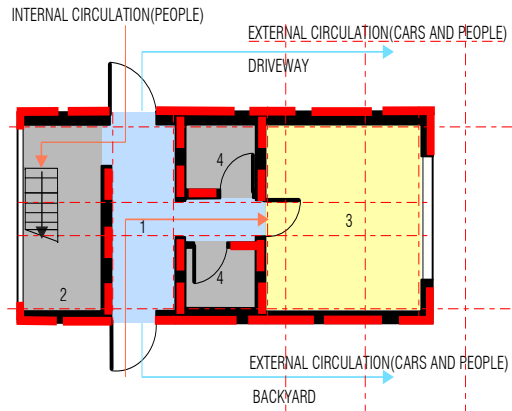 INTERNAL CIRCULATION(PEOPLE)
EXTERNAL CIRCULATION(CARS AND PEOPLE)
DRIVEWAY
4
1
3
4
2
EXTERNAL CIRCULATION(CARS AND PEOPLE)
BACKYARD